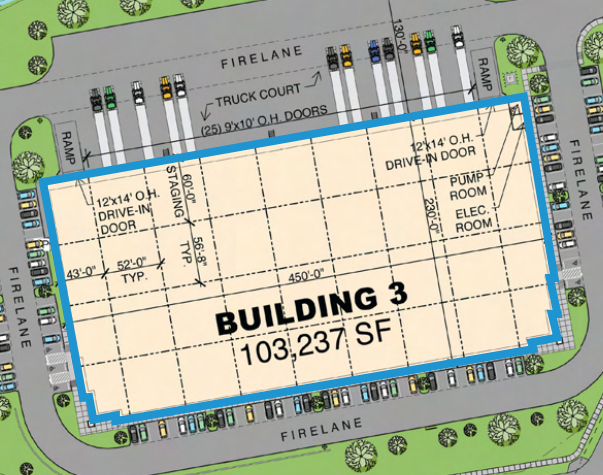 130'-0"
FIRELANE
TRUCK COURT
(25) 9'x10' O.H. DOORS
RAMP
RAMP
12'x14' O.H.
DRIVE-IN DOOR
PUMP
ROOM
ELEC.
ROOM
60'-0"
STAGING
12'x14' O.H.
DRIVE-IN
DOOR
56'-8"
TYP.
230'-0"
43'-0"
52'-0"
TYP.
450'-0"
BUILDING 3
103,237 SF
FIRELANE
FIRELANE
FIRELANE